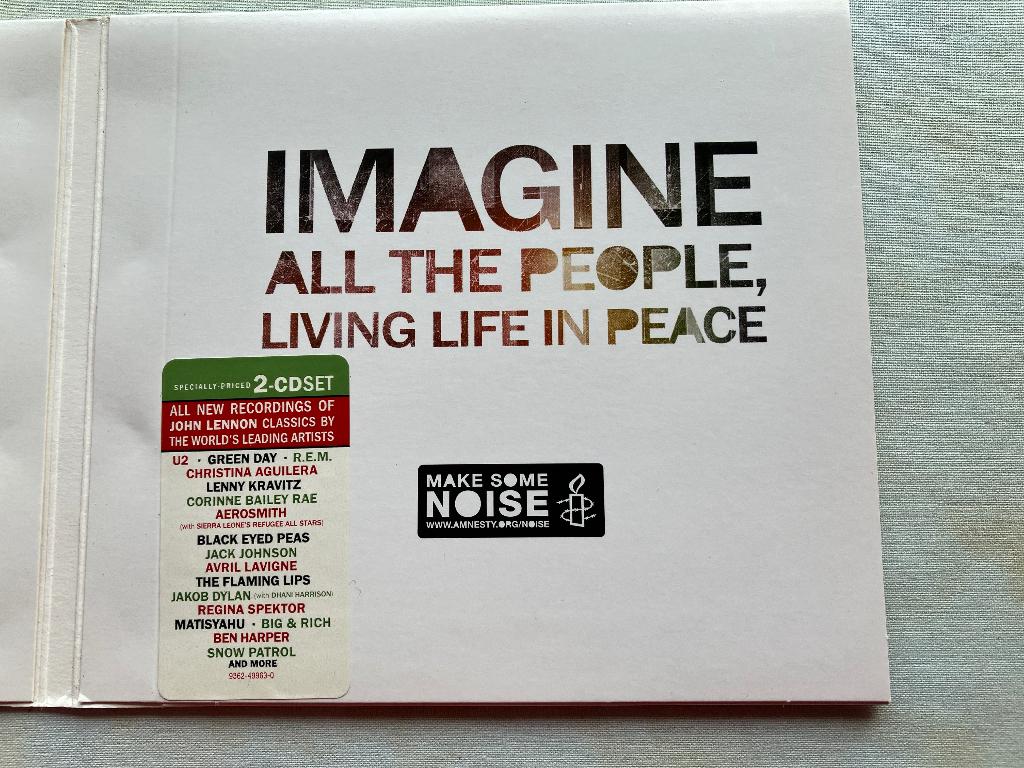 IMAGINE
ALL THE PEOPLE,
LIVING LIFE IN PEACE
SPECIALLY-PRICED 2-CDSET
ALL NEW RECORDINGS OF
JOHN LENNON CLASSICS BY
THE WORLD'S LEADING ARTISTS
U2 · GREEN DAY · R.E.M.
CHRISTINA AGUILERA
LENNY KRAVITZ
CORINNE BAILEY RAE
AEROSMITH
(with SIERRA LEONE'S REFUGEE ALL STARS)
BLACK EYED PEAS
JACK JOHNSON
AVRIL LAVIGNE
THE FLAMING LIPS
JAKOB DYLAN (with DHANI HARRISON)
REGINA SPEKTOR
MATISYAHU · BIG & RICH
BEN HARPER
SNOW PATROL
AND MORE
9362-49963-0
MAKE SOME
NOISE
WWW.AMNESTY.ORG/NOISE